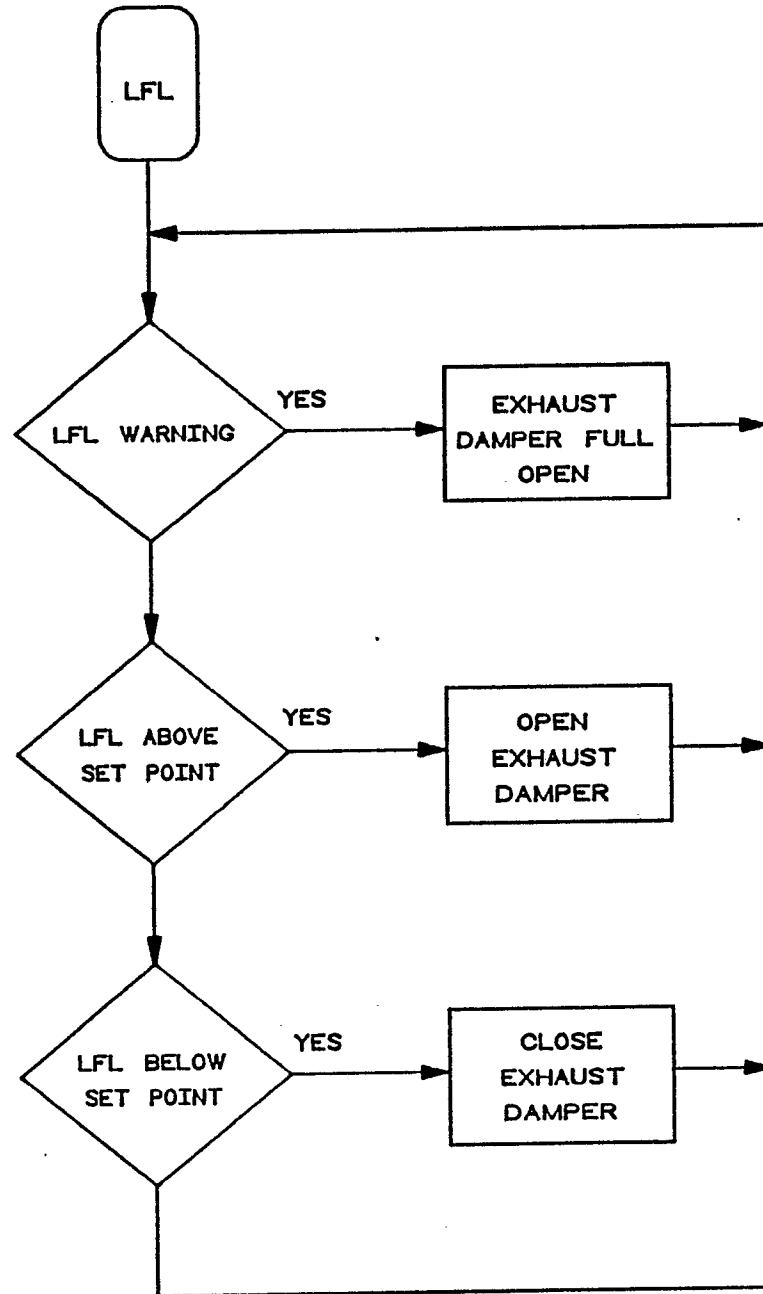 LFL
LFL WARNING
YES
EXHAUST
DAMPER FULL
OPEN
LFL ABOVE
SET POINT
YES
OPEN
EXHAUST
DAMPER
LFL BELOW
SET POINT
YES
CLOSE
EXHAUST
DAMPER